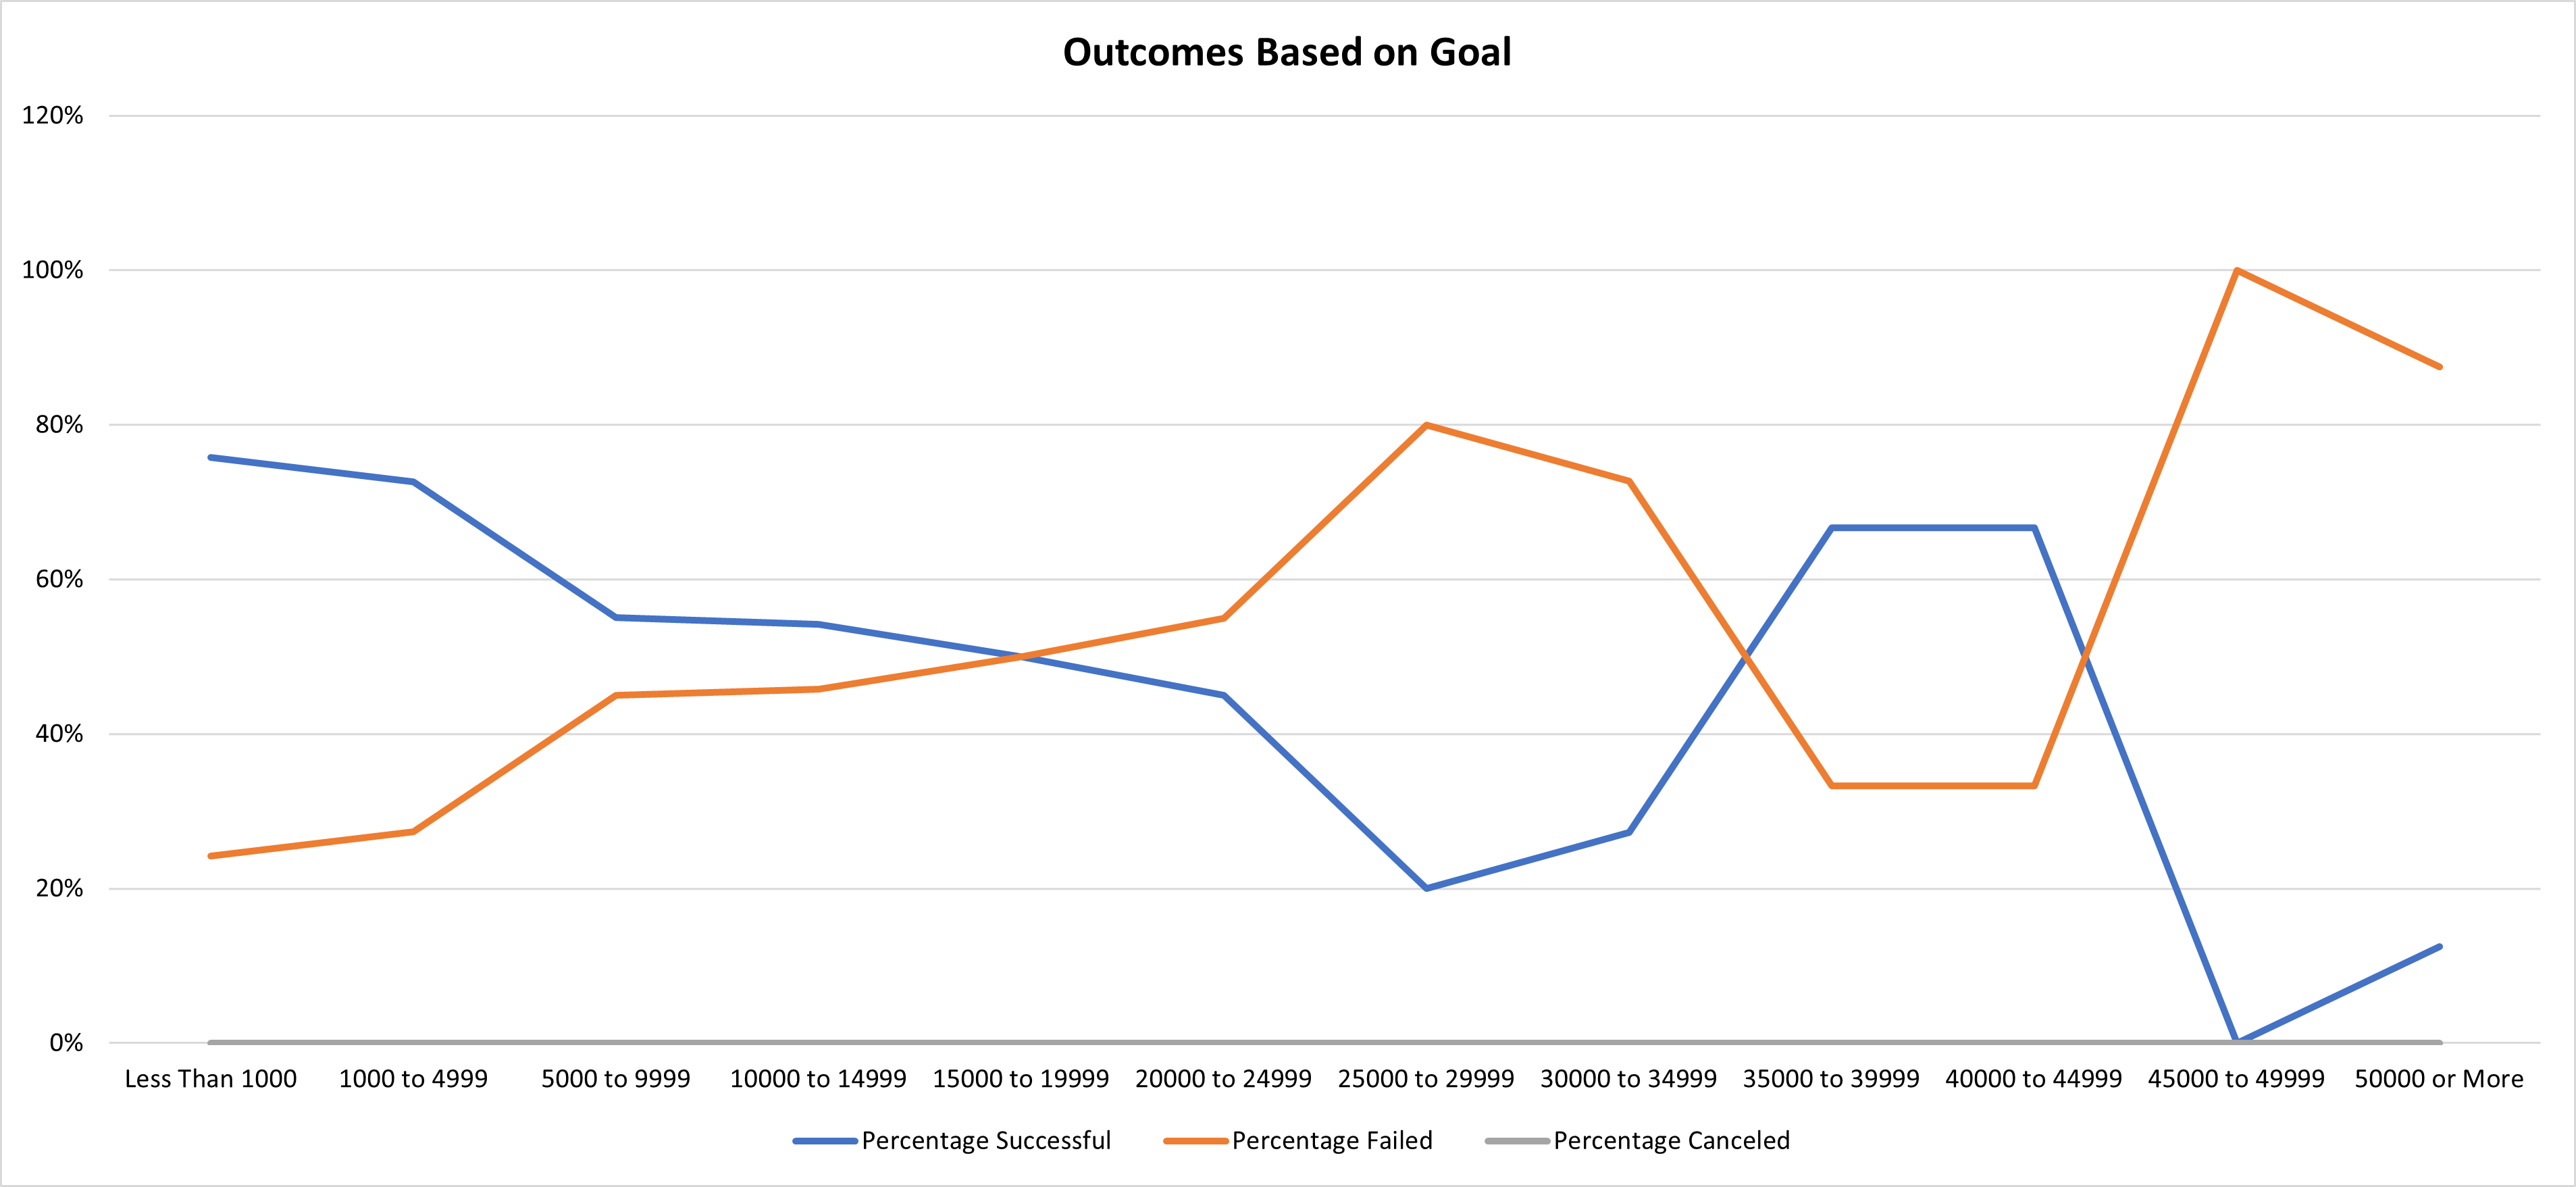 Outcomes Based on Goal
120%
100%
80%
60%
40%
20%
0%
Less Than 1000 1000 to 4999 5000 to 9999 10000 to 14999 15000 to 19999 20000 to 24999 25000 to 29999 30000 to 34999 35000 to 39999 40000 to 44999 45000 to 49999 50000 or More
Percentage Successful Percentage Failed Percentage Canceled